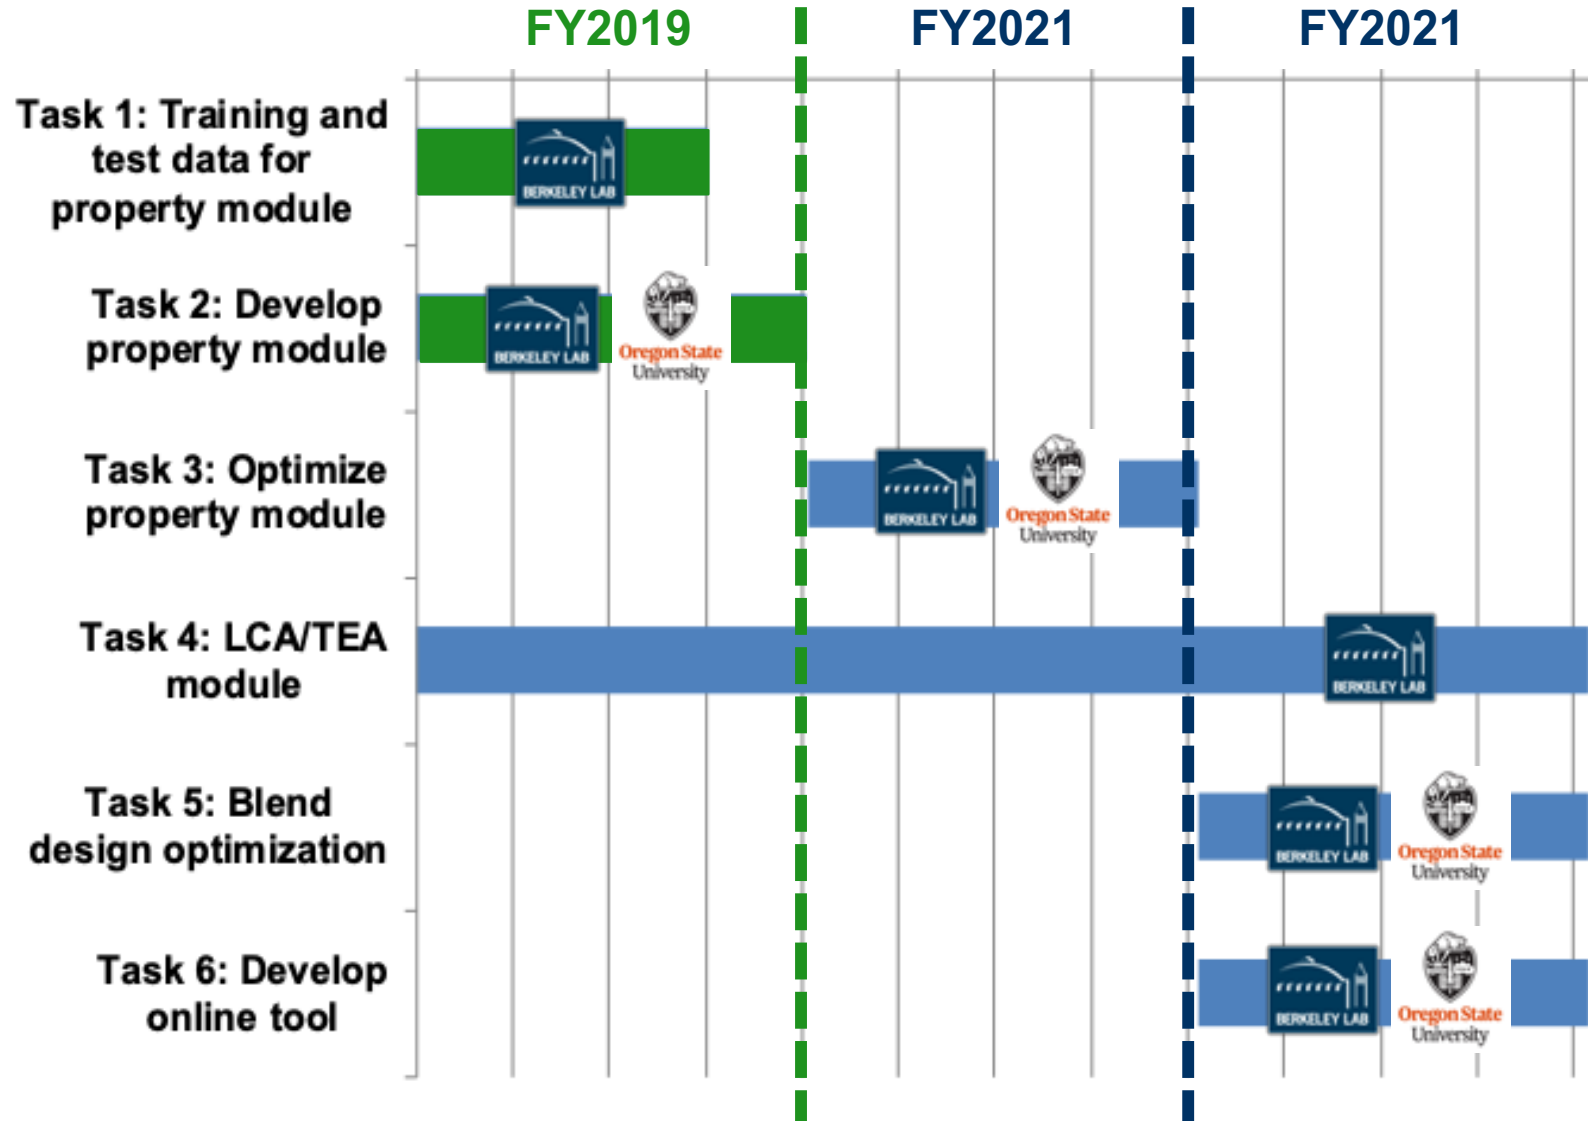 FY2019
FY2021
FY2021
Task 1: Training and
test data for
property module
BERKELEY LAB
Task 2: Develop
property module
BERKELEY LAB
Oregon State
University
Task 3: Optimize
property module
BERKELEY LAB
Oregon State
University
Task 4: LCA/TEA
module
BERKELEY LAB
Task 5: Blend
design optimization
BERKELEY LAB
Oregon State
University
Task 6: Develop
online tool
BERKELEY LAB
Oregon State
University